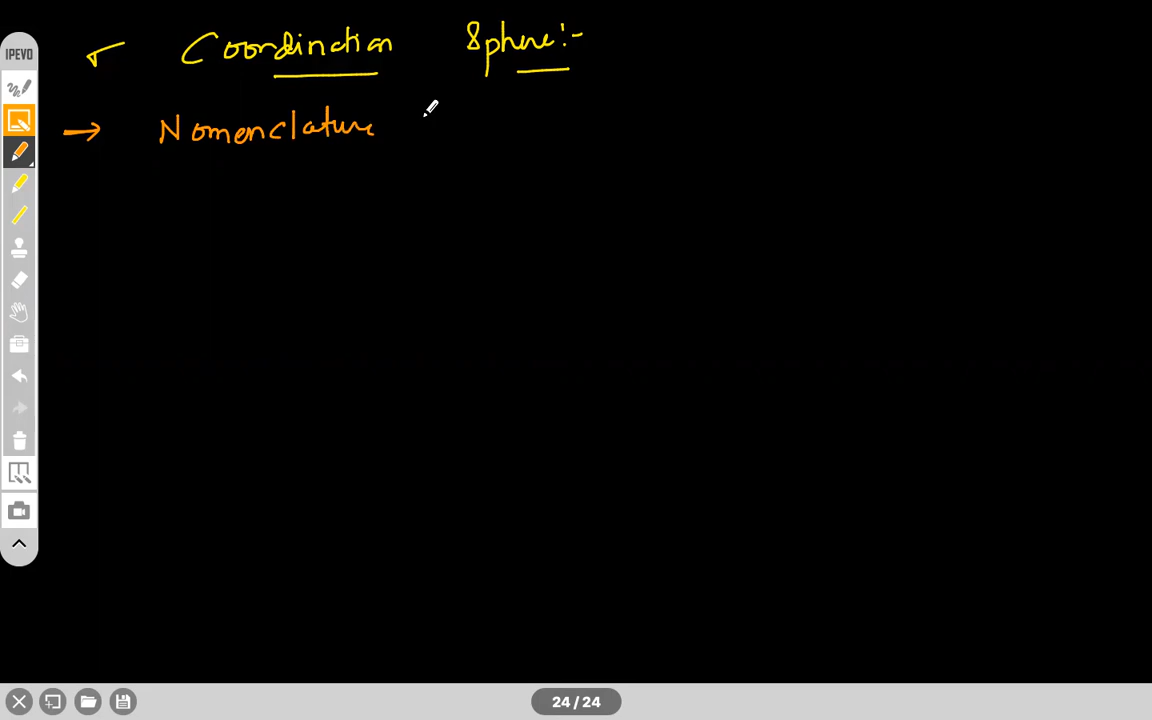 Coordination Sphere:-
→ Nomenclature
IPEVO
24 / 24